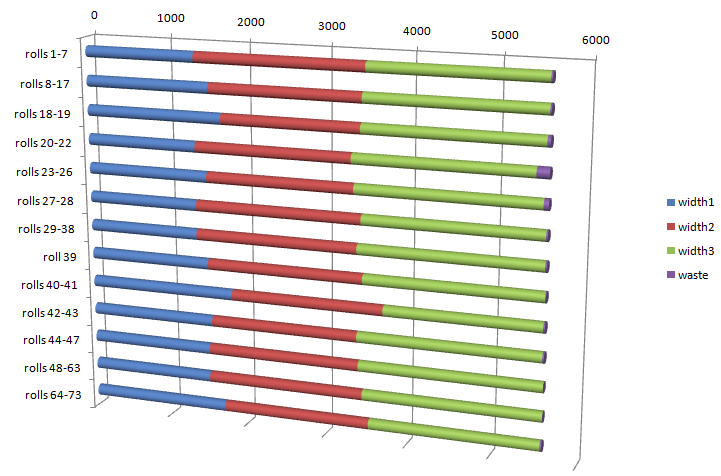 0 1000 2000 3000 4000 5000 6000
rolls 1-7
rolls 8-17
rolls 18-19
rolls 20-22
rolls 23-26
rolls 27-28
rolls 29-38
roll 39
rolls 40-41
rolls 42-43
rolls 44-47
rolls 48-63
rolls 64-73
width1
width2
width3
waste